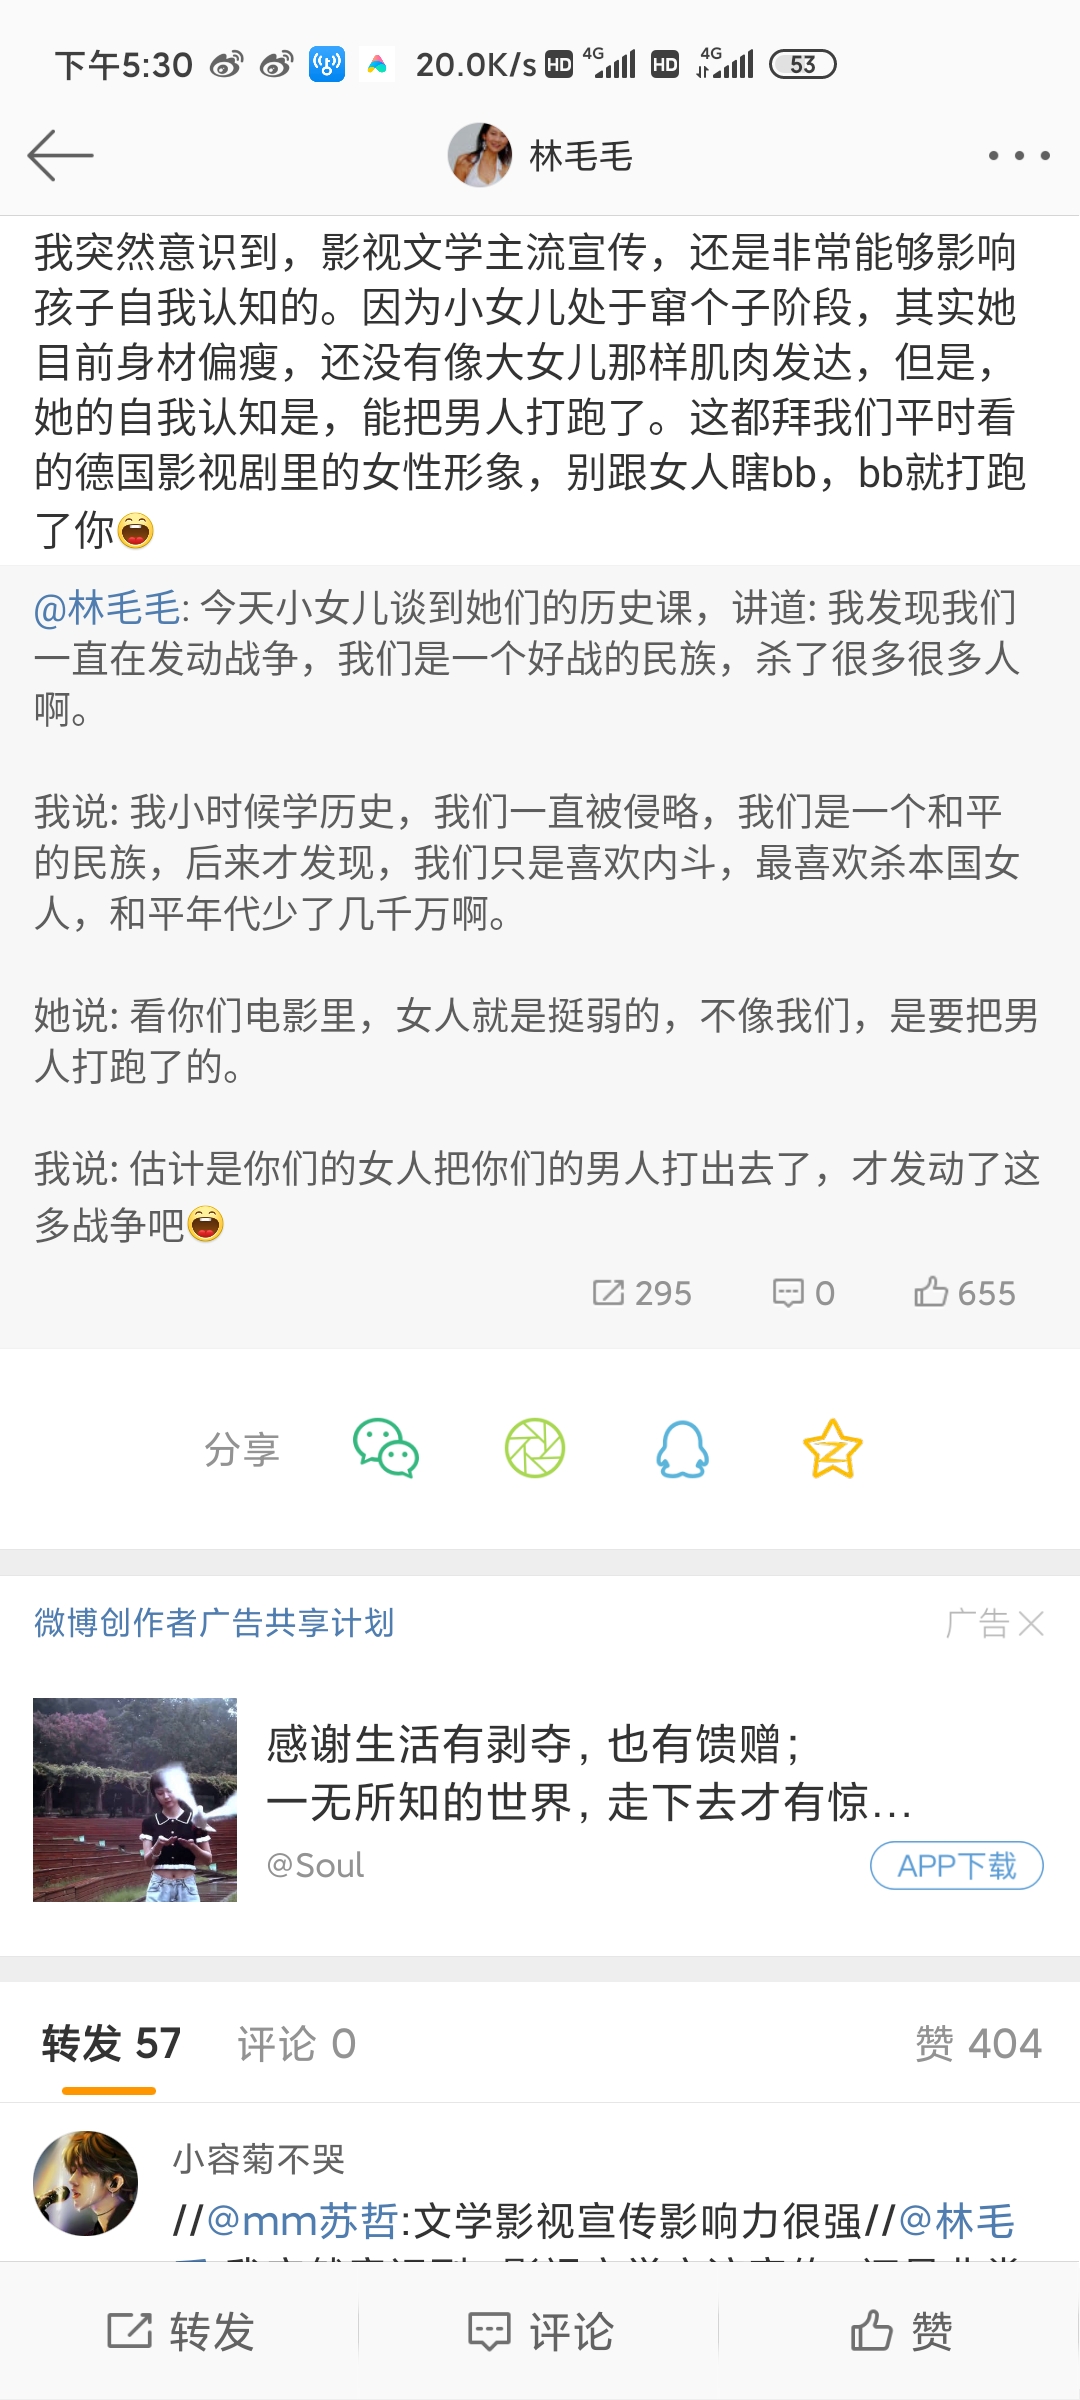 下午5:30
20.0K/s HD 4G HD 4G 53
林毛毛
我突然意识到，影视文学主流宣传，还是非常能够影响
孩子自我认知的。因为小女儿处于窜个子阶段，其实她
目前身材偏瘦，还没有像大女儿那样肌肉发达，但是，
她的自我认知是，能把男人打跑了。这都拜我们平时看
的德国影视剧里的女性形象，别跟女人瞎bb，bb就打跑
了你
@林毛毛: 今天小女儿谈到她们的历史课，讲道: 我发现我们
一直在发动战争，我们是一个好战的民族，杀了很多很多人
啊。
我说: 我小时候学历史，我们一直被侵略，我们是一个和平
的民族，后来才发现，我们只是喜欢内斗，最喜欢杀本国女
人，和平年代少了几千万啊。
她说: 看你们电影里，女人就是挺弱的，不像我们，是要把男
人打跑了的。
我说: 估计是你们的女人把你们的男人打出去了，才发动了这
多战争吧
295 0 655
分享
微博创作者广告共享计划
广告
感谢生活有剥夺, 也有馈赠;
一无所知的世界, 走下去才有惊...
@Soul
APP下载
转发 57 评论 0 赞 404
小容菊不哭
//@mm苏哲:文学影视宣传影响力很强//@林毛
转发 评论 赞